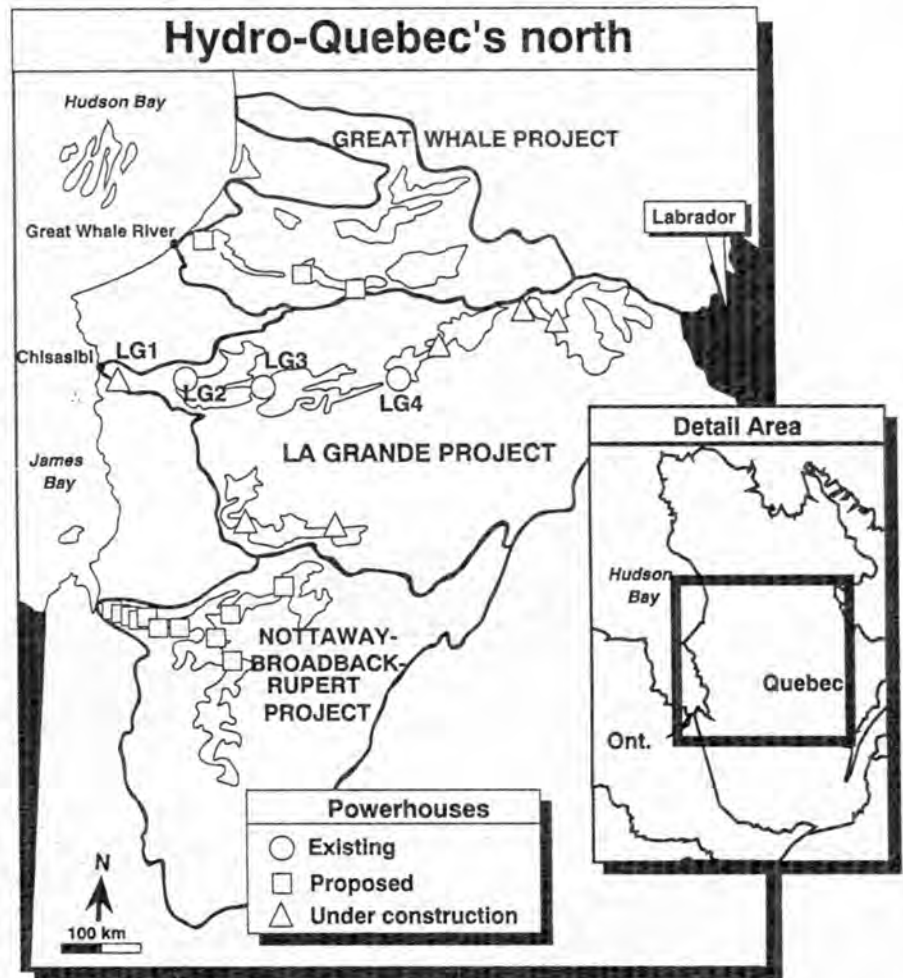 Hydro-Quebec's north
Hudson Bay
GREAT WHALE PROJECT
Great Whale River
Labrador
Chisasibi
LG1
LG2
LG3
LG4
James
Bay
LA GRANDE PROJECT
NOTTAWAY-
BROADBACK-
RUPERT
PROJECT
Detail Area
Hudson
Bay
Quebec
Ont.
Powerhouses
Existing
Proposed
Under construction
N
100 km